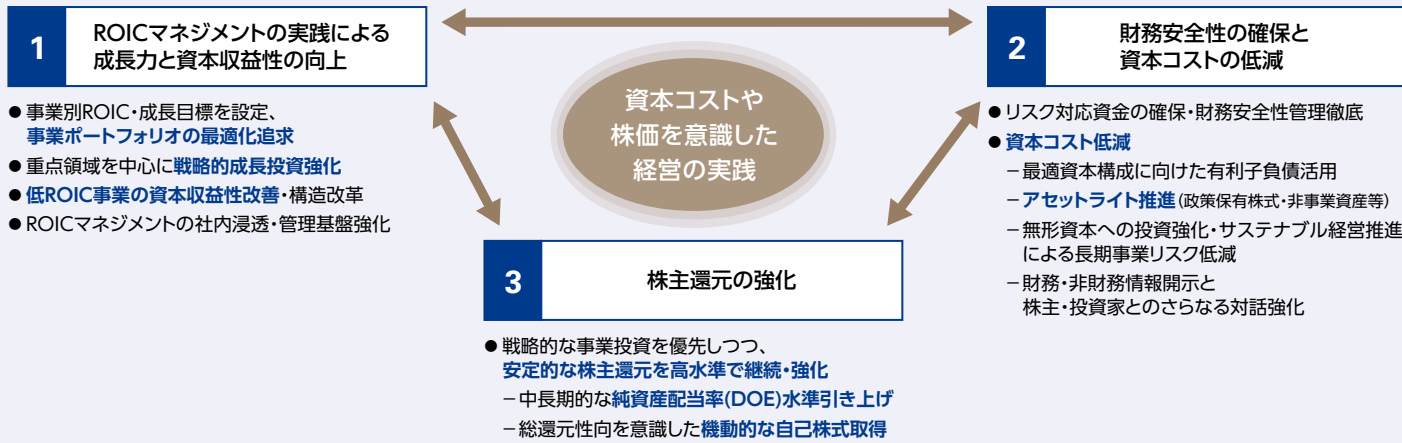 1
ROICマネジメントの実践による
成長力と資本収益性の向上
● 事業別ROIC・成長目標を設定、
事業ポートフォリオの最適化追求
● 重点領域を中心に戦略的成長投資強化
● 低ROIC事業の資本収益性改善・構造改革
● ROICマネジメントの社内浸透・管理基盤強化
資本コストや
株価を意識した
経営の実践
2
財務安全性の確保と
資本コストの低減
● リスク対応資金の確保・財務安全性管理徹底
● 資本コスト低減
－最適資本構成に向けた有利子負債活用
－アセットライト推進(政策保有株式・非事業資産等)
－無形資本への投資強化・サステナブル経営推進
による長期事業リスク低減
－財務・非財務情報開示と
株主・投資家とのさらなる対話強化
3
株主還元の強化
● 戦略的な事業投資を優先しつつ、
安定的な株主還元を高水準で継続・強化
－中長期的な純資産配当率(DOE)水準引き上げ
－総還元性向を意識した機動的な自己株式取得